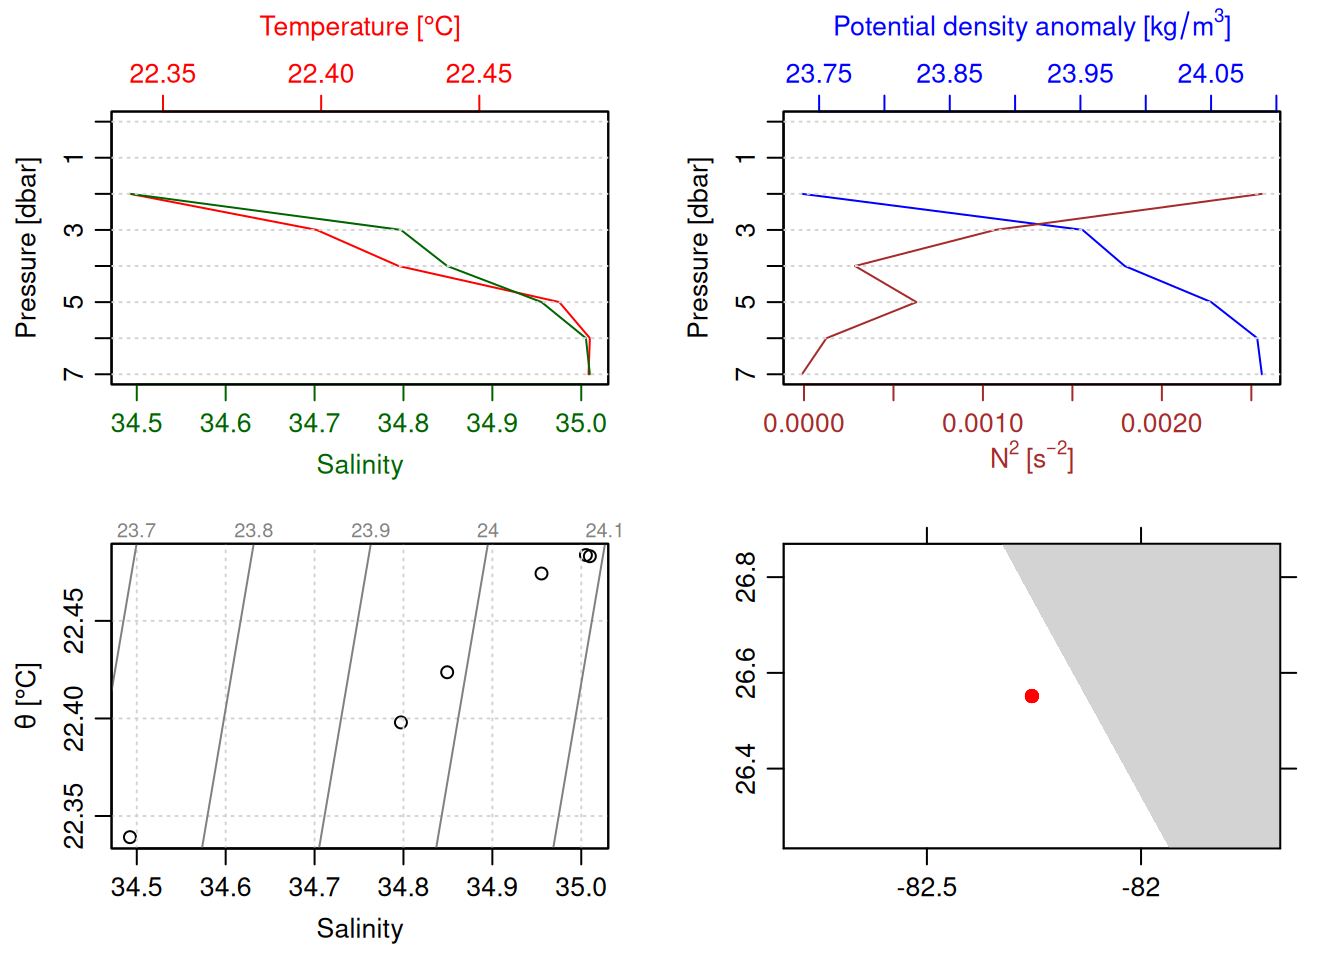 Temperature [°C]
22.35 22.40 22.45
Pressure [dbar]
1
3
5
7
34.5 34.6 34.7 34.8 34.9 35.0
Salinity
Potential density anomaly [kg/m³]
23.75 23.85 23.95 24.05
Pressure [dbar]
1
3
5
7
0.0000 0.0010 0.0020
N² [s⁻²]
23.7 23.8 23.9 24 24.1
θ [°C]
22.45
22.40
22.35
34.5 34.6 34.7 34.8 34.9 35.0
Salinity
26.8
26.6
26.4
-82.5 -82